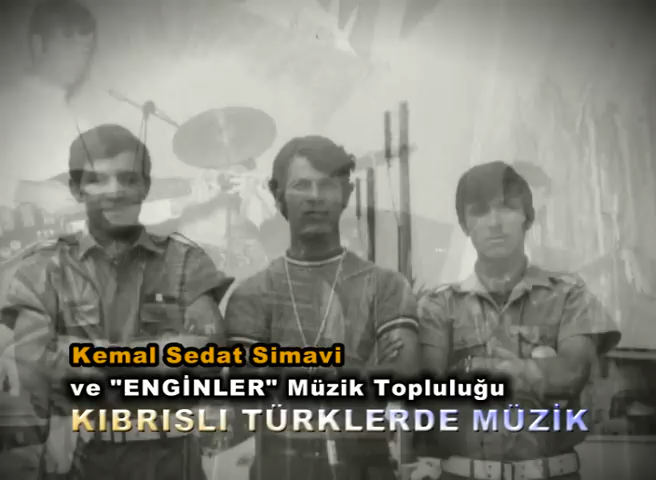 Kemal Sedat Simavi
ve "ENGİNLER" Müzik Topluluğu
KIBRISLI TÜRKLERDE MÜZİK